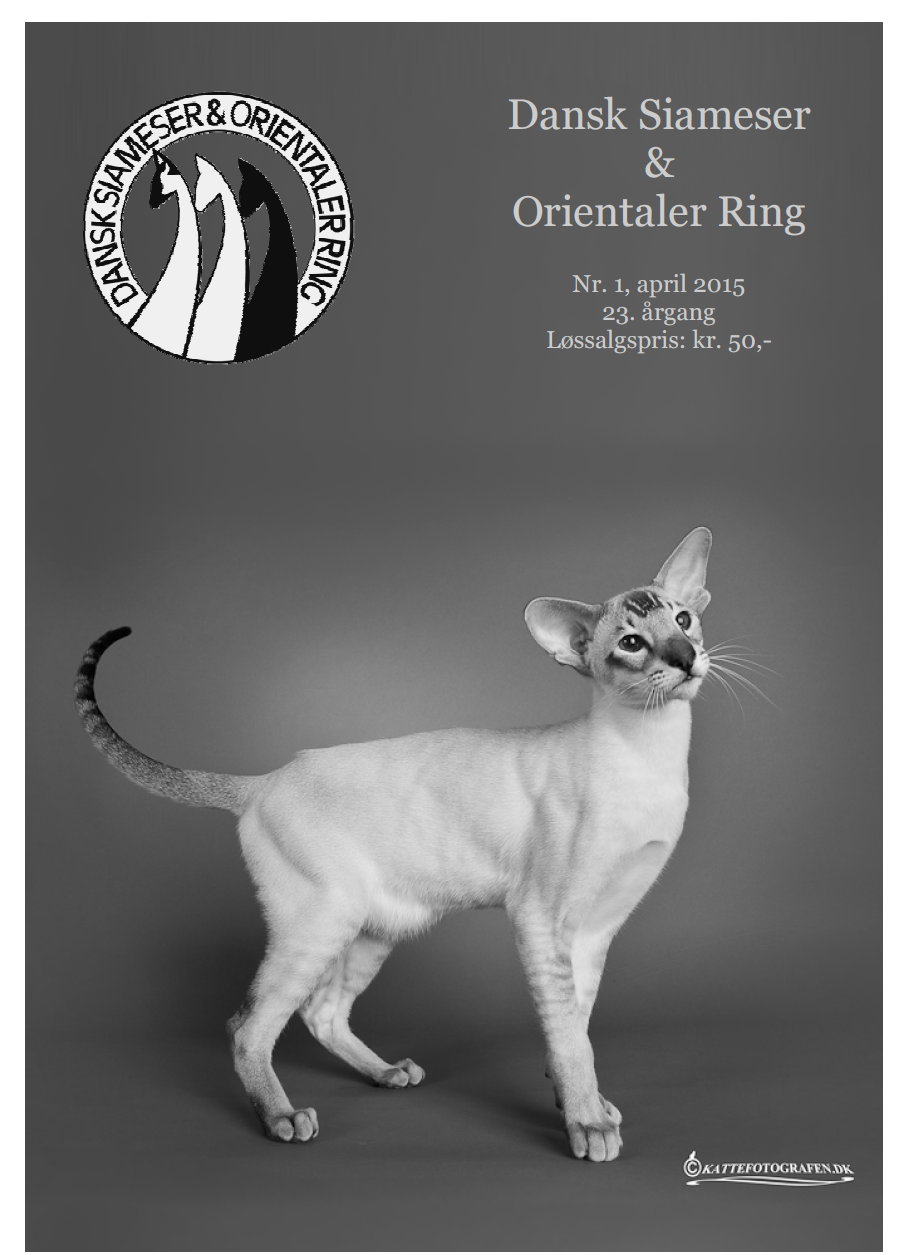 DANSK SIAMESER & ORIENTALER RING
Dansk Siameser
&
Orientaler Ring
Nr. 1, april 2015
23. årgang
Løssalgspris: kr. 50,-
©KATTEFOTOGRAFEN.DK